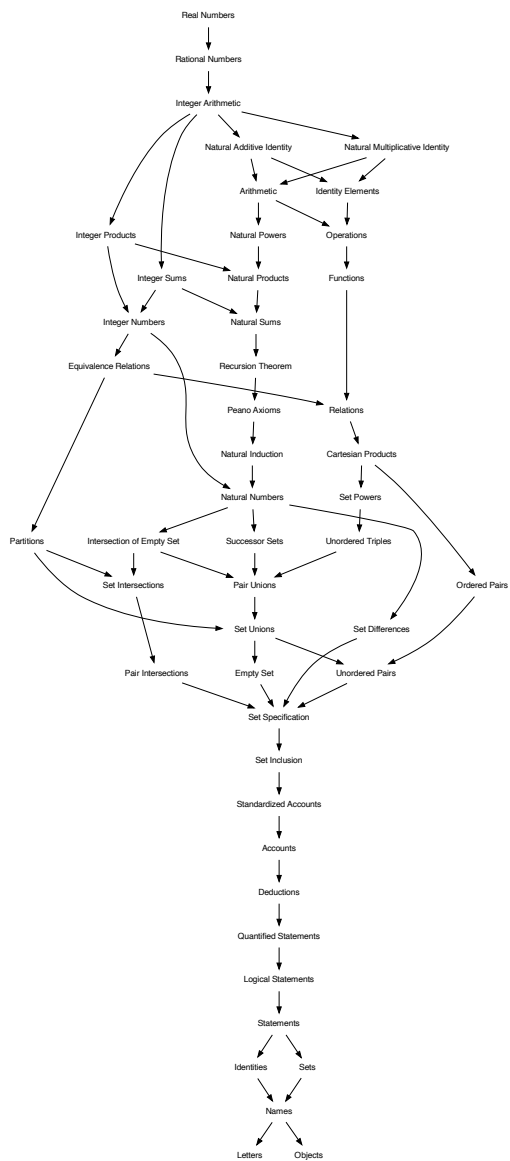 Real Numbers
Rational Numbers
Integer Arithmetic
Natural Additive Identity
Natural Multiplicative Identity
Arithmetic
Identity Elements
Integer Products
Natural Powers
Operations
Integer Sums
Natural Products
Functions
Integer Numbers
Natural Sums
Equivalence Relations
Recursion Theorem
Peano Axioms
Relations
Natural Induction
Cartesian Products
Natural Numbers
Set Powers
Partitions
Intersection of Empty Set
Successor Sets
Unordered Triples
Set Intersections
Pair Unions
Ordered Pairs
Set Unions
Set Differences
Pair Intersections
Empty Set
Unordered Pairs
Set Specification
Set Inclusion
Standardized Accounts
Accounts
Deductions
Quantified Statements
Logical Statements
Statements
Identities
Sets
Names
Letters
Objects